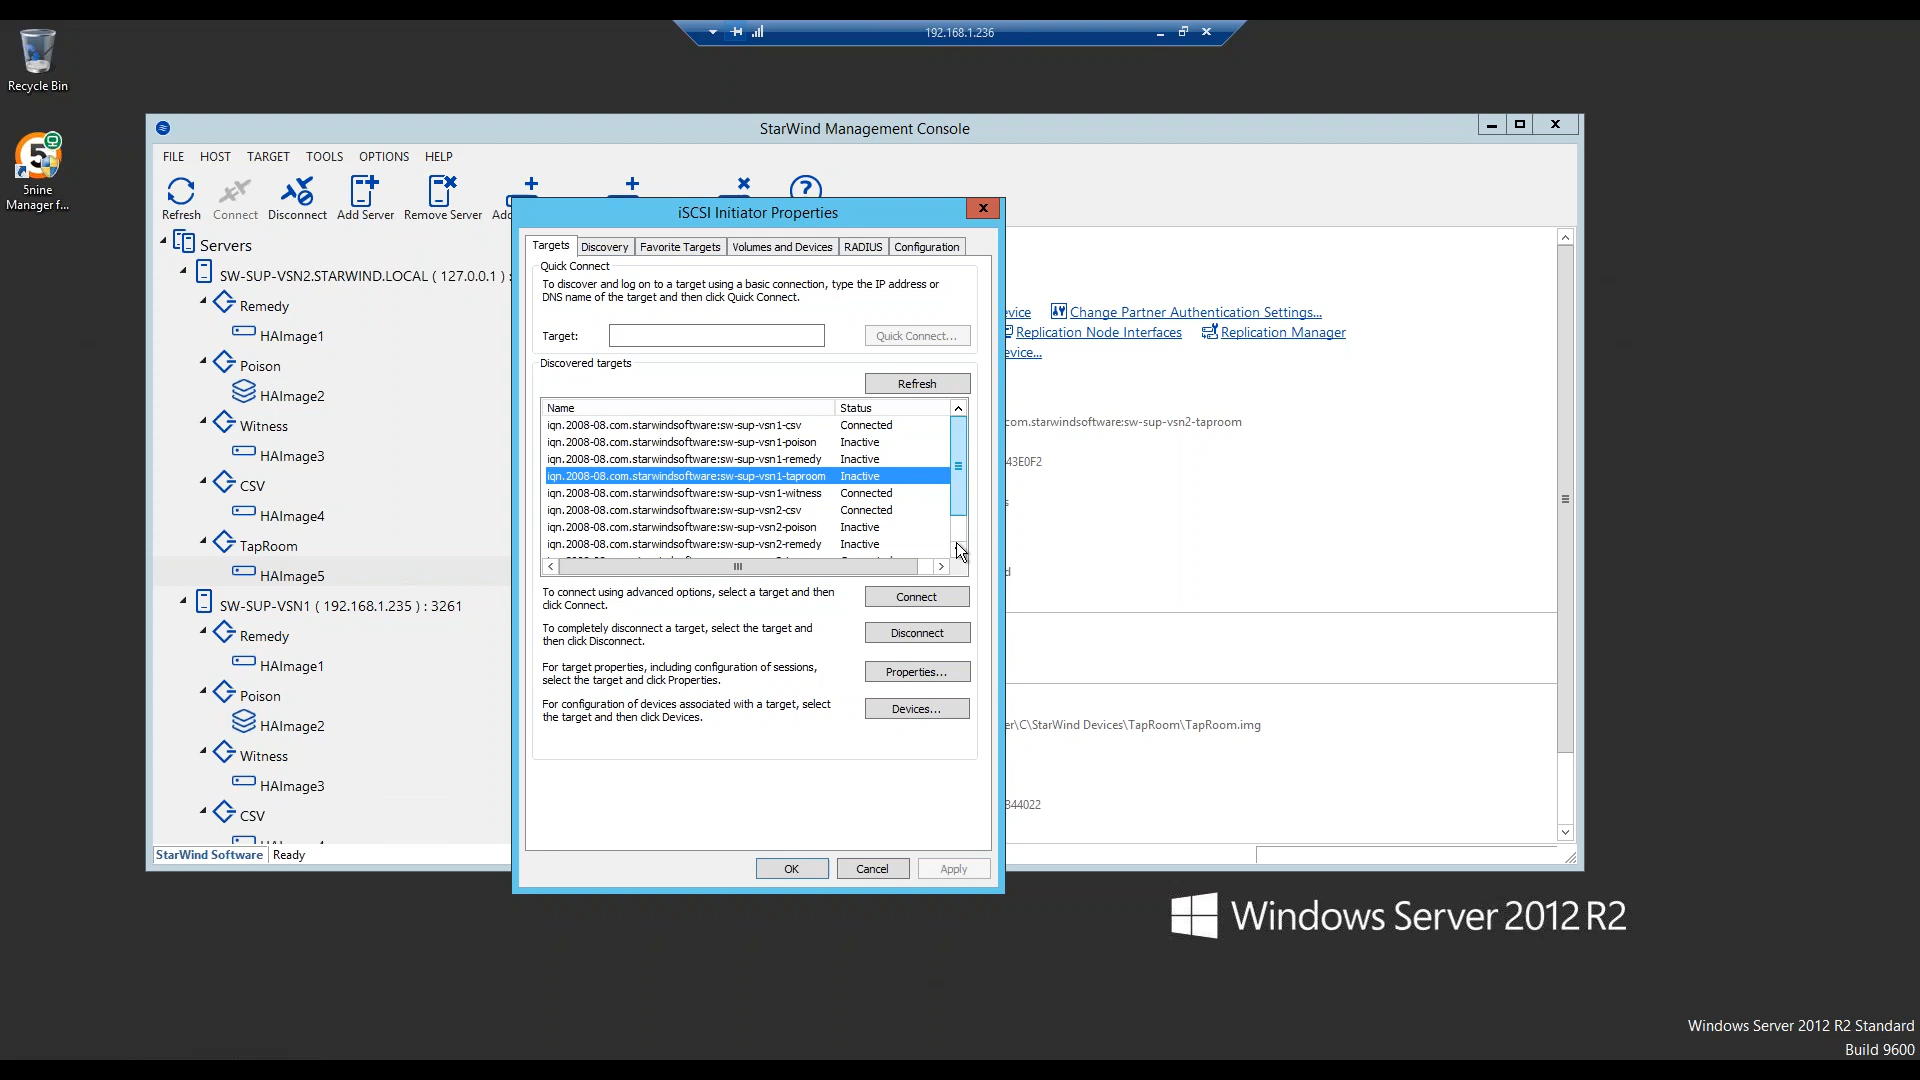 192.168.1.236
Recycle Bin
5nine
Manager f...
StarWind Management Console
FILE HOST TARGET TOOLS OPTIONS HELP
Refresh Connect Disconnect Add Server Remove Server
Servers
SW-SUP-VSN2.STARWIND.LOCAL ( 127.0.0.1 ) :
Remedy
HAImage1
Poison
HAImage2
Witness
HAImage3
CSV
HAImage4
TapRoom
HAImage5
SW-SUP-VSN1 ( 192.168.1.235 ) : 3261
Remedy
HAImage1
Poison
HAImage2
Witness
HAImage3
CSV
StarWind Software Ready
iSCSI Initiator Properties
Targets Discovery Favorite Targets Volumes and Devices RADIUS Configuration
Quick Connect
To discover and log on to a target using a basic connection, type the IP address or
DNS name of the target and then click Quick Connect.
Target: Quick Connect...
Discovered targets
Refresh
Name Status
iqn.2008-08.com.starwindsoftware:sw-sup-vsn1-csv Connected
iqn.2008-08.com.starwindsoftware:sw-sup-vsn1-poison Inactive
iqn.2008-08.com.starwindsoftware:sw-sup-vsn1-remedy Inactive
iqn.2008-08.com.starwindsoftware:sw-sup-vsn1-taproom Inactive
iqn.2008-08.com.starwindsoftware:sw-sup-vsn1-witness Connected
iqn.2008-08.com.starwindsoftware:sw-sup-vsn2-csv Connected
iqn.2008-08.com.starwindsoftware:sw-sup-vsn2-poison Inactive
iqn.2008-08.com.starwindsoftware:sw-sup-vsn2-remedy Inactive
To connect using advanced options, select a target and then
click Connect.
Connect
To completely disconnect a target, select the target and
then click Disconnect.
Disconnect
For target properties, including configuration of sessions,
select the target and click Properties.
Properties...
For configuration of devices associated with a target, select
the target and then click Devices.
Devices...
OK Cancel Apply
Change Partner Authentication Settings...
Replication Node Interfaces Replication Manager
com.starwindsoftware:sw-sup-vsn2-taproom
43E0F2
\C\StarWind Devices\TapRoom\TapRoom.img
344022
Windows Server 2012 R2
Windows Server 2012 R2 Standard
Build 9600